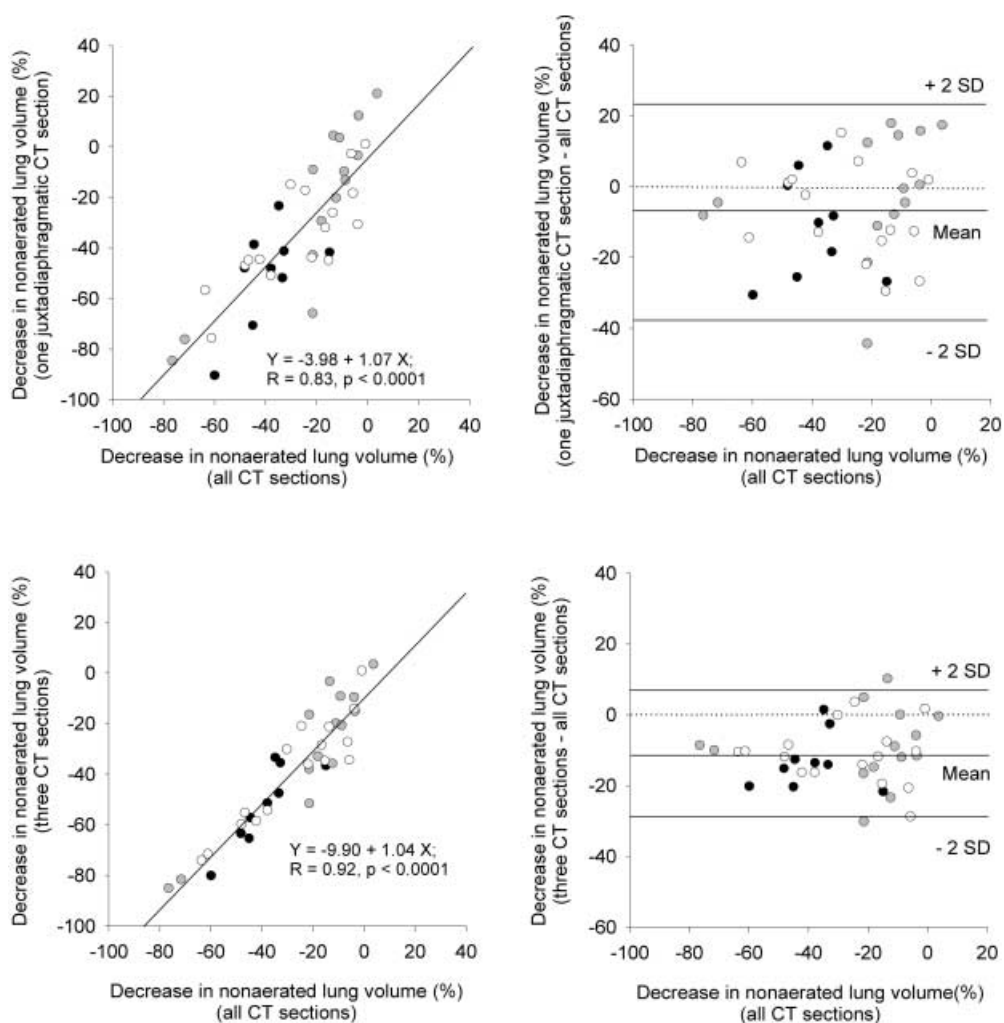 Decrease in nonaerated lung volume (%)
(one juxtadiaphragmatic CT section)
40
20
0
-20
-40
-60
-80
-100
Y = -3.98 + 1.07 X;
R = 0.83, p < 0.0001
-100 -80 -60 -40 -20 0 20 40
Decrease in nonaerated lung volume (%)
(all CT sections)
Decrease in nonaerated lung volume (%)
(one juxtadiaphragmatic CT section - all CT sections)
40
20
0
-20
-40
-60
+ 2 SD
Mean
- 2 SD
-100 -80 -60 -40 -20 0 20
Decrease in nonaerated lung volume (%)
(all CT sections)
Decrease in nonaerated lung volume (%)
(three CT sections)
40
20
0
-20
-40
-60
-80
-100
Y = -9.90 + 1.04 X;
R = 0.92, p < 0.0001
-100 -80 -60 -40 -20 0 20 40
Decrease in nonaerated lung volume (%)
(all CT sections)
Decrease in nonaerated lung volume (%)
(three CT sections - all CT sections)
40
20
0
-20
-40
-60
+ 2 SD
Mean
- 2 SD
-100 -80 -60 -40 -20 0 20
Decrease in nonaerated lung volume(%)
(all CT sections)